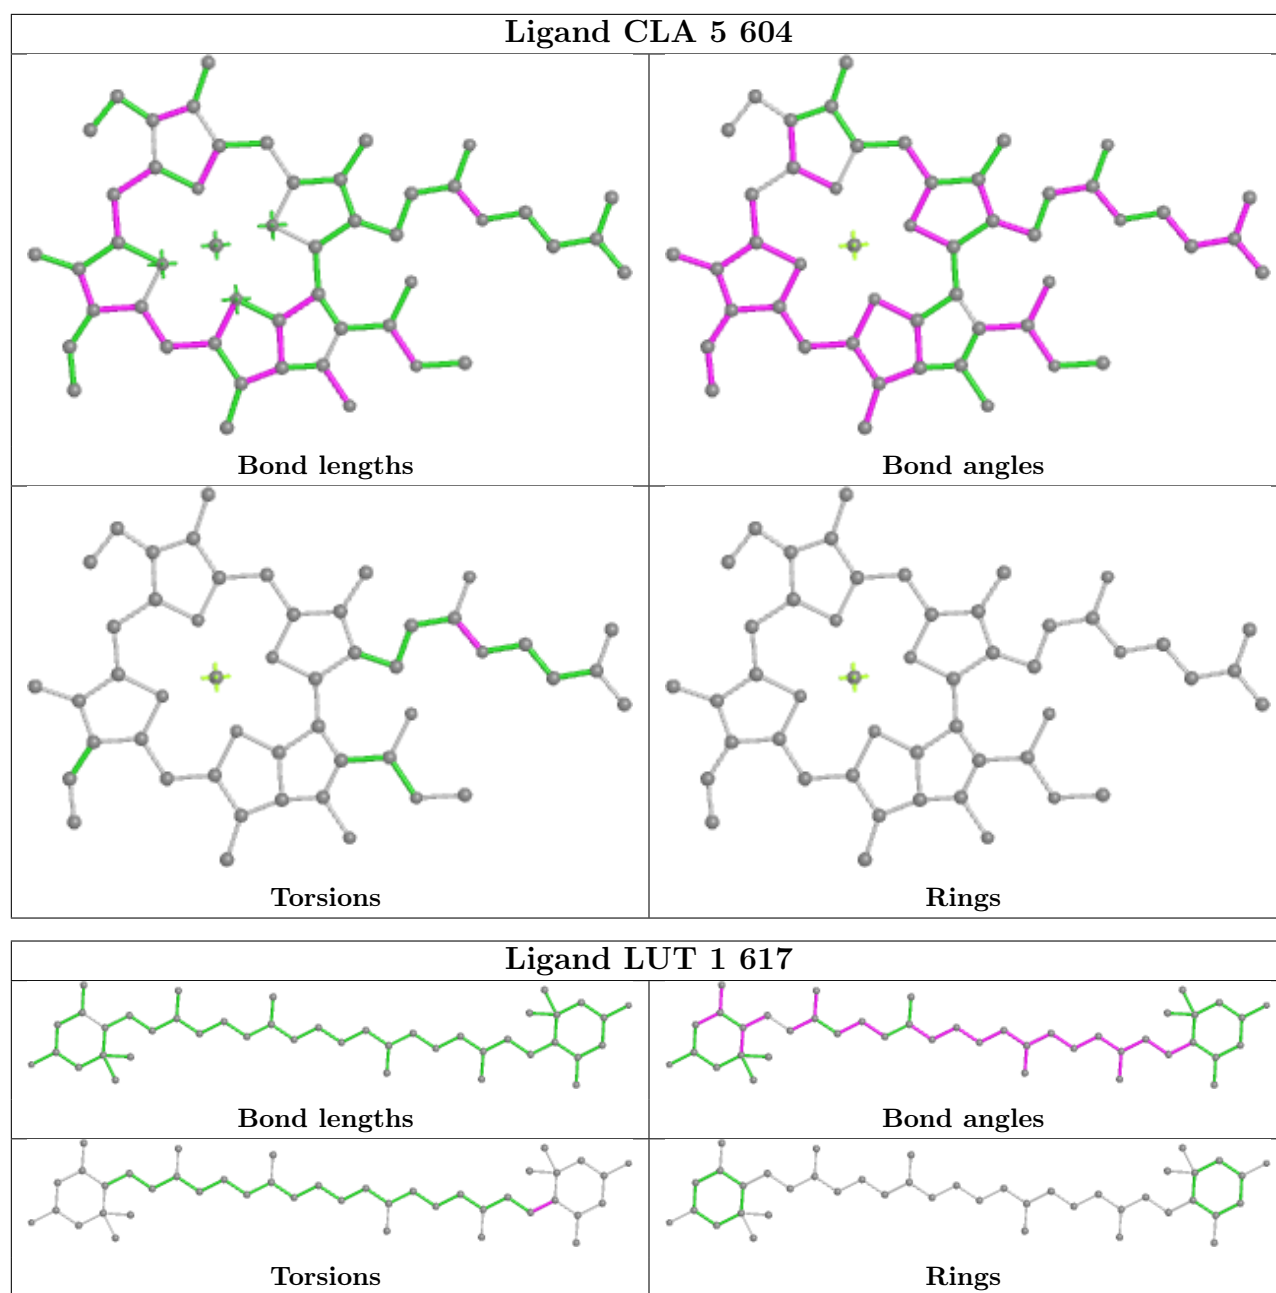 Ligand CLA 5 604
Bond lengths
Bond angles
Torsions
Rings
Ligand LUT 1 617
Bond lengths
Bond angles
Torsions
Rings